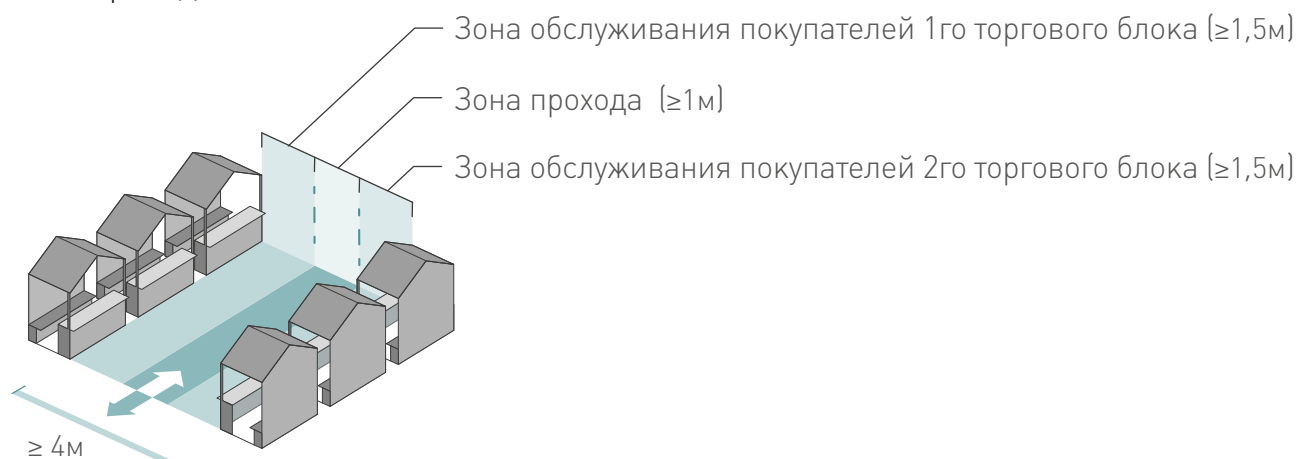 Зона обслуживания покупателей 1го торгового блока (≥1,5м)
Зона прохода (≥1м)
Зона обслуживания покупателей 2го торгового блока (≥1,5м)
≥ 4м